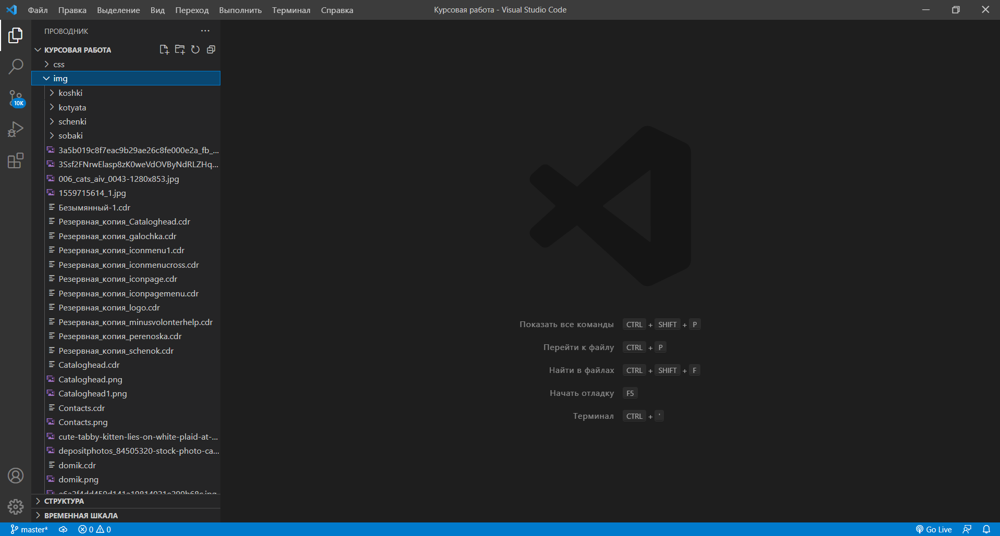 Файл Правка Выделение Вид Переход Выполнить Терминал Справка
Курсовая работа - Visual Studio Code
ПРОВОДНИК
КУРСОВАЯ РАБОТА
css
img
koshki
10K
kotyata
schenki
sobaki
3a5b019c8f7eac9b29ae26c8fe000e2a_fb_...
3Ssf2FNrwElasp8zK0weVdOVByNdRLZHq...
006_cats_aiv_0043-1280x853.jpg
1559715614_1.jpg
Безымянный-1.cdr
Резервная_копия_Cataloghead.cdr
Резервная_копия_galochka.cdr
Резервная_копия_iconmenu1.cdr
Резервная_копия_iconmenucross.cdr
Резервная_копия_iconpage.cdr
Резервная_копия_iconpagemenu.cdr
Резервная_копия_logo.cdr
Резервная_копия_minusvolonterhelp.cdr
Резервная_копия_perenoska.cdr
Резервная_копия_schenok.cdr
Cataloghead.cdr
Cataloghead.png
Cataloghead1.png
Contacts.cdr
Contacts.png
cute-tabby-kitten-lies-on-white-plaid-at-...
depositphotos_84505320-stock-photo-ca...
domik.cdr
domik.png
СТРУКТУРА
ВРЕМЕННАЯ ШКАЛА
Показать все команды CTRL + SHIFT + P
Перейти к файлу CTRL + P
Найти в файлах CTRL + SHIFT + F
Начать отладку F5
Терминал CTRL + '
master* 0 0
Go Live